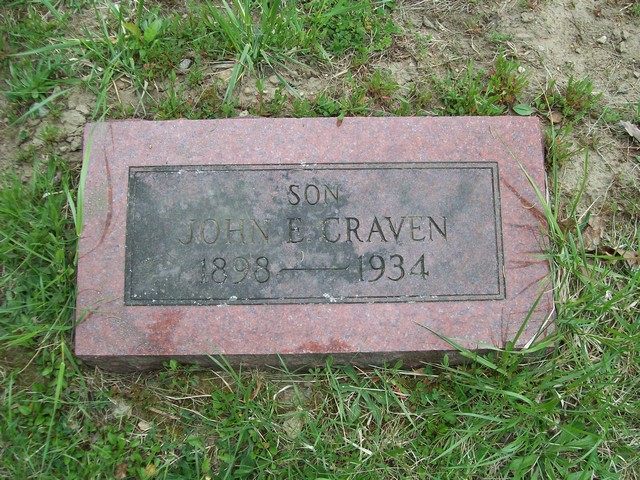 SON
JOHN E. CRAVEN
1898 — 1934